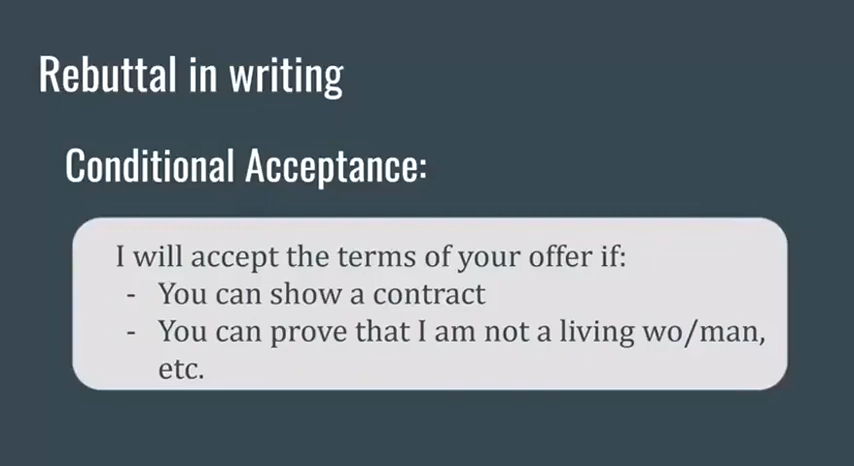 Rebuttal in writing
Conditional Acceptance:
I will accept the terms of your offer if:
- You can show a contract
- You can prove that I am not a living wo/man,
etc.